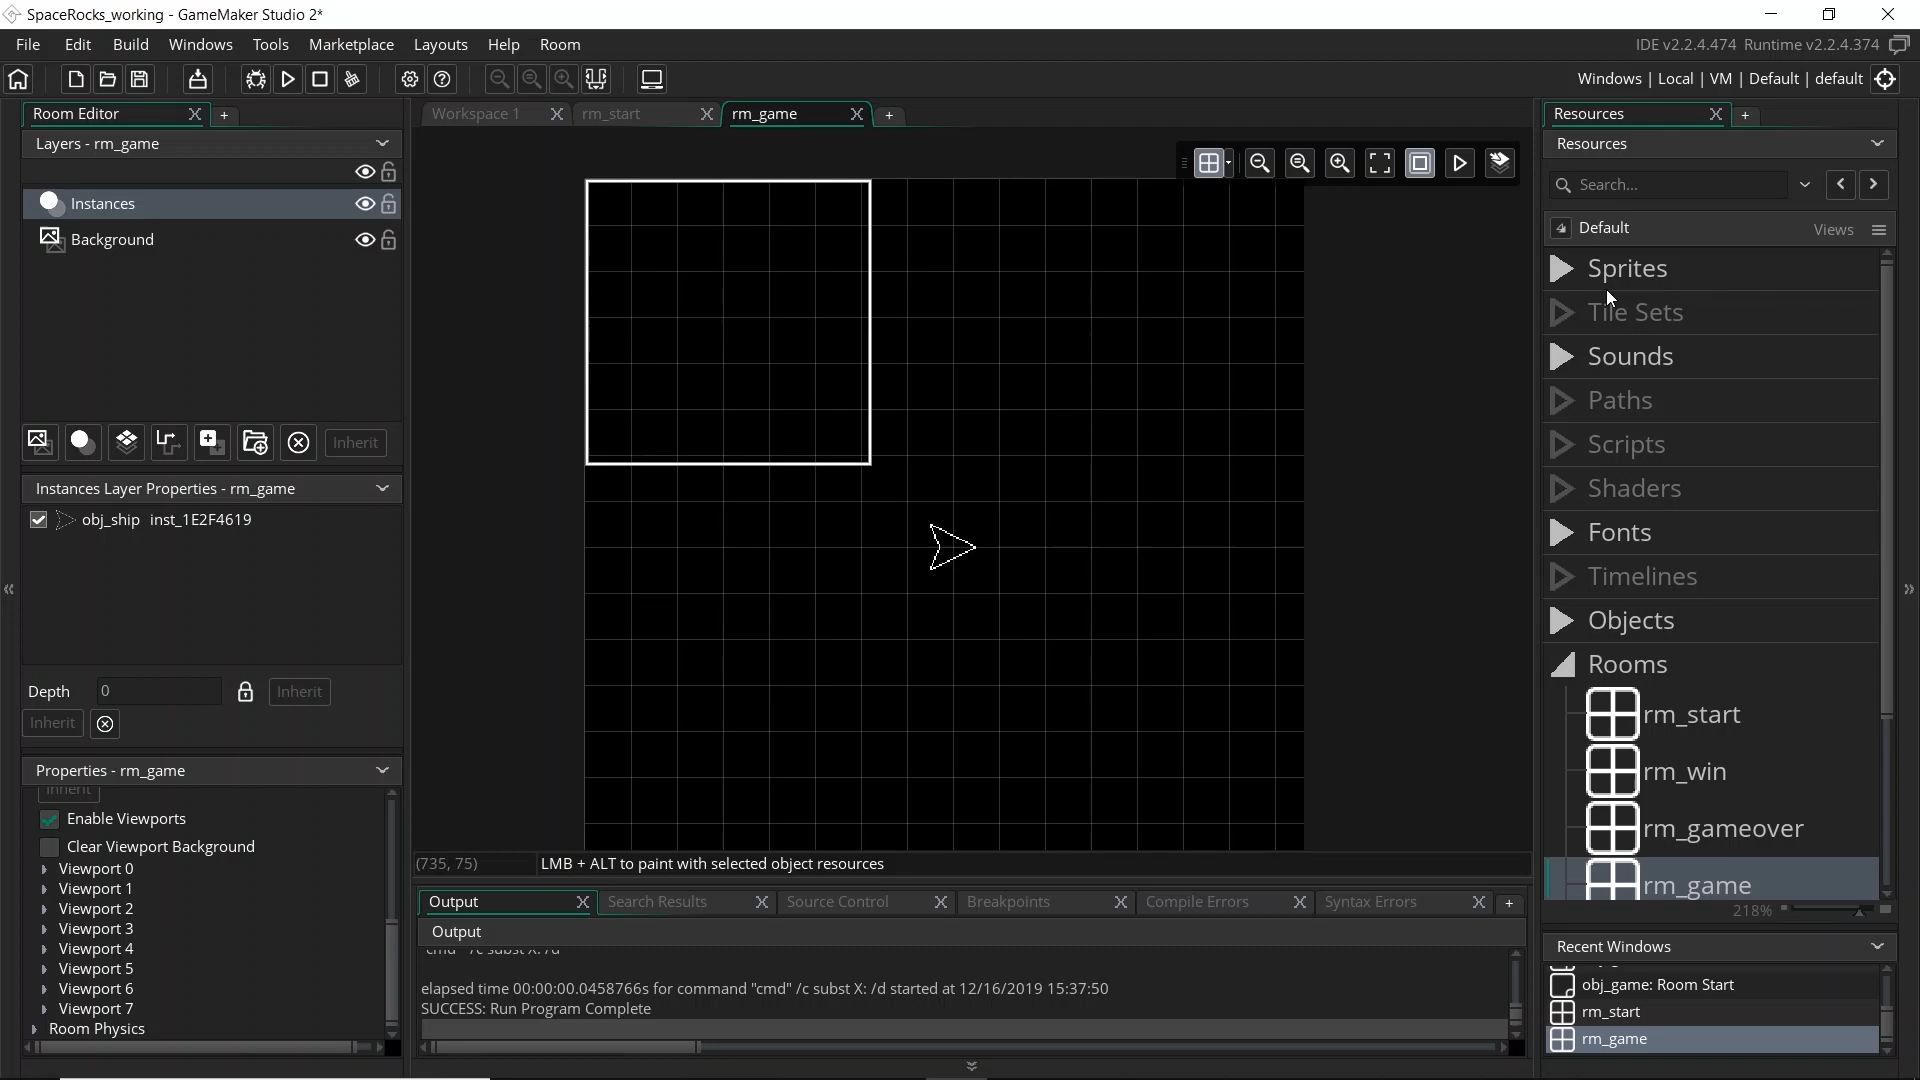 SpaceRocks_working - GameMaker Studio 2*
File Edit Build Windows Tools Marketplace Layouts Help Room
IDE v2.2.4.474 Runtime v2.2.4.374
Windows | Local | VM | Default | default
Room Editor
Layers - rm_game
Instances
Background
Inherit
Instances Layer Properties - rm_game
obj_ship inst_1E2F4619
Depth 0 Inherit
Inherit
Properties - rm_game
Inherit
Enable Viewports
Clear Viewport Background
Viewport 0
Viewport 1
Viewport 2
Viewport 3
Viewport 4
Viewport 5
Viewport 6
Viewport 7
Room Physics
Workspace 1 rm_start rm_game
(735, 75) LMB + ALT to paint with selected object resources
Output Search Results Source Control Breakpoints Compile Errors Syntax Errors
Output
"cmd" /c subst X: /d
elapsed time 00:00:00.0458766s for command "cmd" /c subst X: /d started at 12/16/2019 15:37:50
SUCCESS: Run Program Complete
Resources
Resources
Search...
Default Views
Sprites
Tile Sets
Sounds
Paths
Scripts
Shaders
Fonts
Timelines
Objects
Rooms
rm_start
rm_win
rm_gameover
rm_game
218%
Recent Windows
obj_game: Room Start
rm_start
rm_game